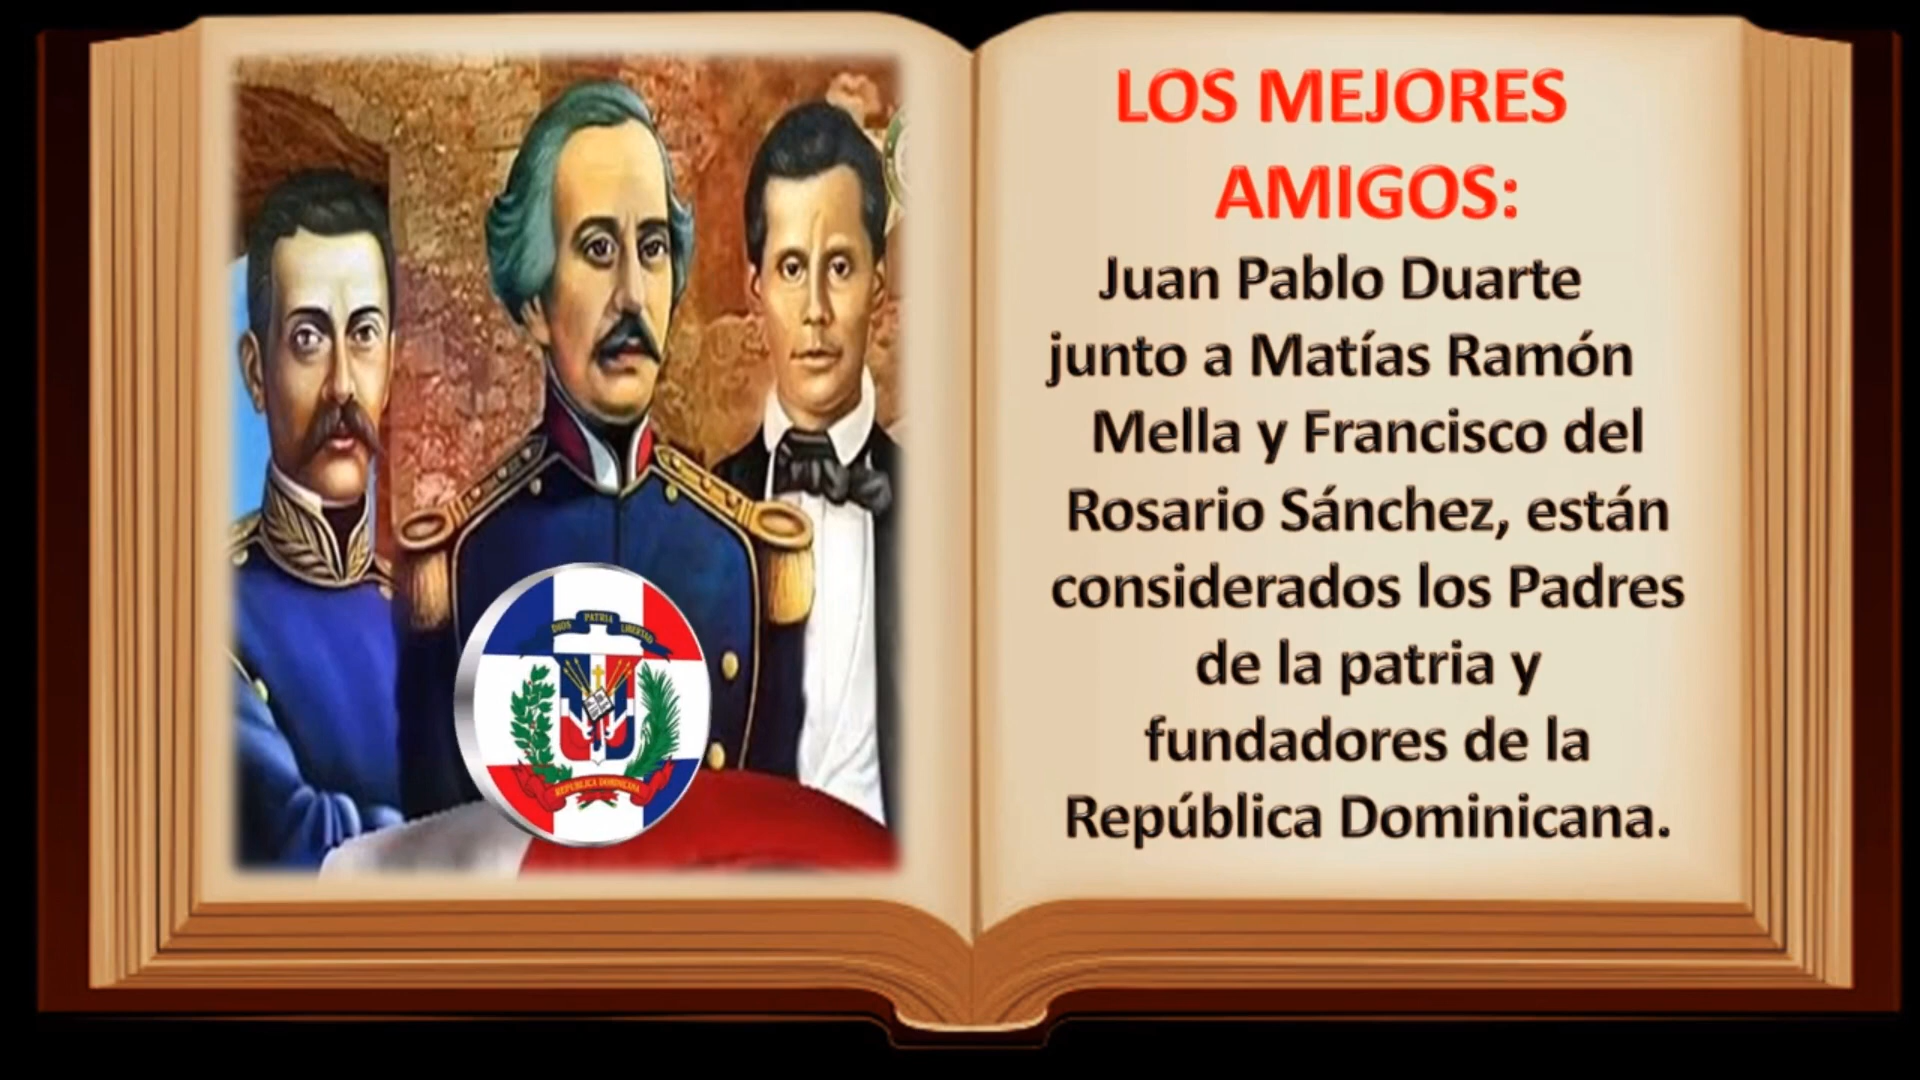 LOS MEJORES
AMIGOS:
Juan Pablo Duarte
junto a Matías Ramón
Mella y Francisco del
Rosario Sánchez, están
considerados los Padres
de la patria y
fundadores de la
República Dominicana.
DIOS PATRIA LIBERTAD
REPUBLICA DOMINICANA